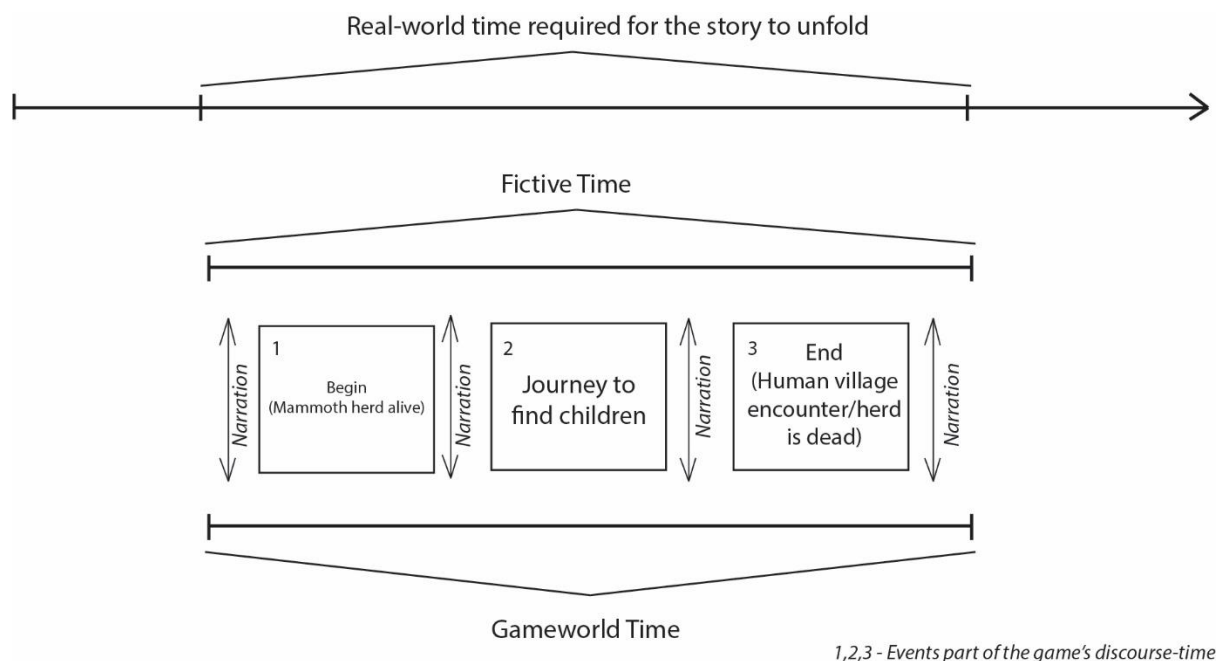 Real-world time required for the story to unfold
Fictive Time
Narration
1
Begin
(Mammoth herd alive)
Narration
2
Journey to
find children
Narration
3
End
(Human village
encounter/herd
is dead)
Narration
Gameworld Time
1,2,3 - Events part of the game's discourse-time